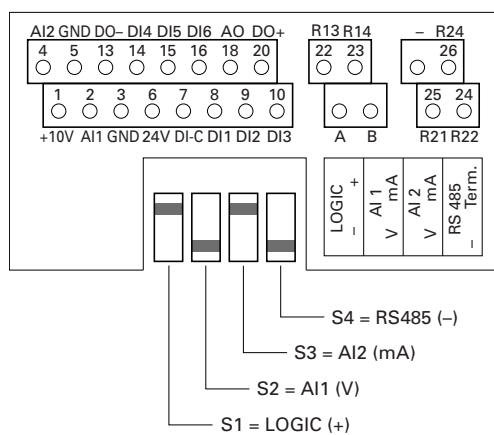 AI2 GND DO– DI4 DI5 DI6 AO DO+
4 5 13 14 15 16 18 20
1 2 3 6 7 8 9 10
+10V AI1 GND 24V DI-C DI1 DI2 DI3
R13 R14
22 23
A B
– R24
26
25 24
R21 R22
LOGIC – +
AI 1 V mA
AI 2 V mA
RS 485 – Term.
S4 = RS485 (–)
S3 = AI2 (mA)
S2 = AI1 (V)
S1 = LOGIC (+)